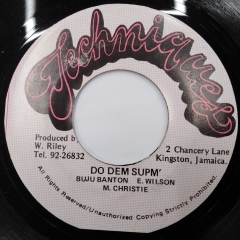 Techniques
Produced by
W. Riley
Tel. 92-26832
2 Chancery Lane
Kingston, Jamaica.
DO DEM SUPM'
BUJU BANTON E. WILSON
M. CHRISTIE
All Rights Reserved. Unauthorized Copying Strictly Prohibited.